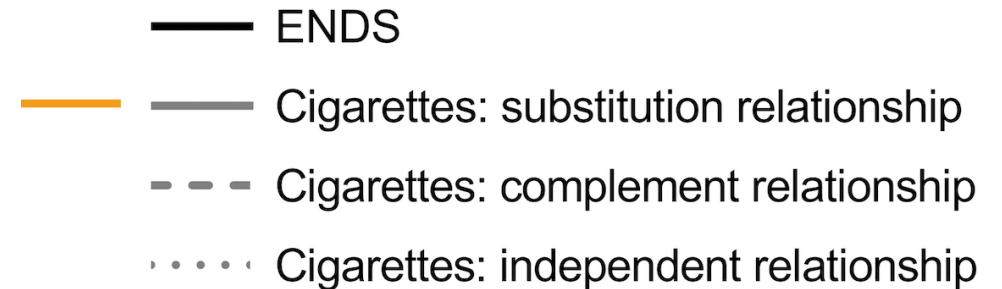 ENDS
Cigarettes: substitution relationship
Cigarettes: complement relationship
Cigarettes: independent relationship